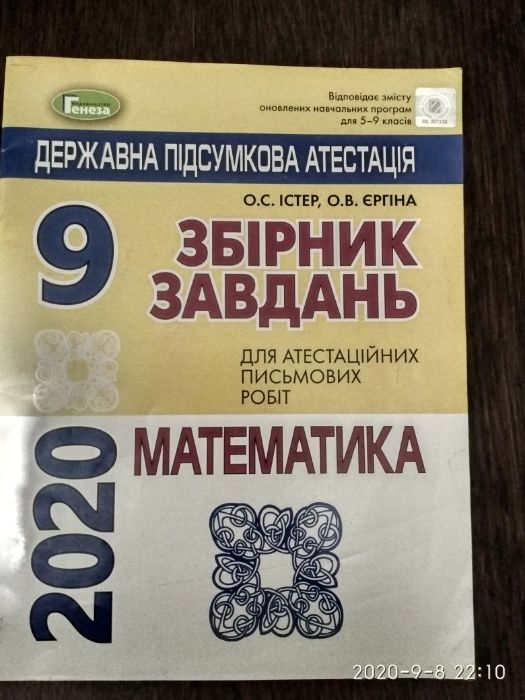 видавництво
Генеза
Відповідає змісту
оновлених навчальних програм
для 5–9 класів
ДЕРЖАВНА ПІДСУМКОВА АТЕСТАЦІЯ
О.С. ІСТЕР, О.В. ЄРГІНА
9
ЗБІРНИК
ЗАВДАНЬ
ДЛЯ АТЕСТАЦІЙНИХ
ПИСЬМОВИХ
РОБІТ
2020
МАТЕМАТИКА
2020-9-8 22:10